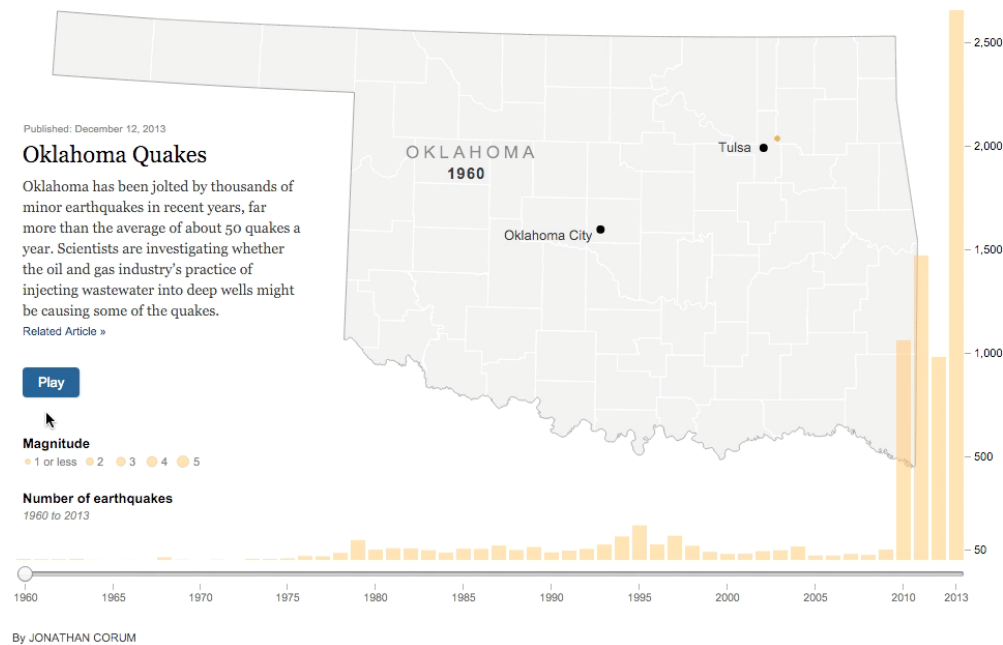 Published: December 12, 2013
Oklahoma Quakes
Oklahoma has been jolted by thousands of
minor earthquakes in recent years, far
more than the average of about 50 quakes a
year. Scientists are investigating whether
the oil and gas industry's practice of
injecting wastewater into deep wells might
be causing some of the quakes.
Related Article »
Play
Magnitude
1 or less 2 3 4 5
Number of earthquakes
1960 to 2013
OKLAHOMA
1960
Tulsa
Oklahoma City
2,500
2,000
1,500
1,000
500
50
1960 1965 1970 1975 1980 1985 1990 1995 2000 2005 2010 2013
By JONATHAN CORUM